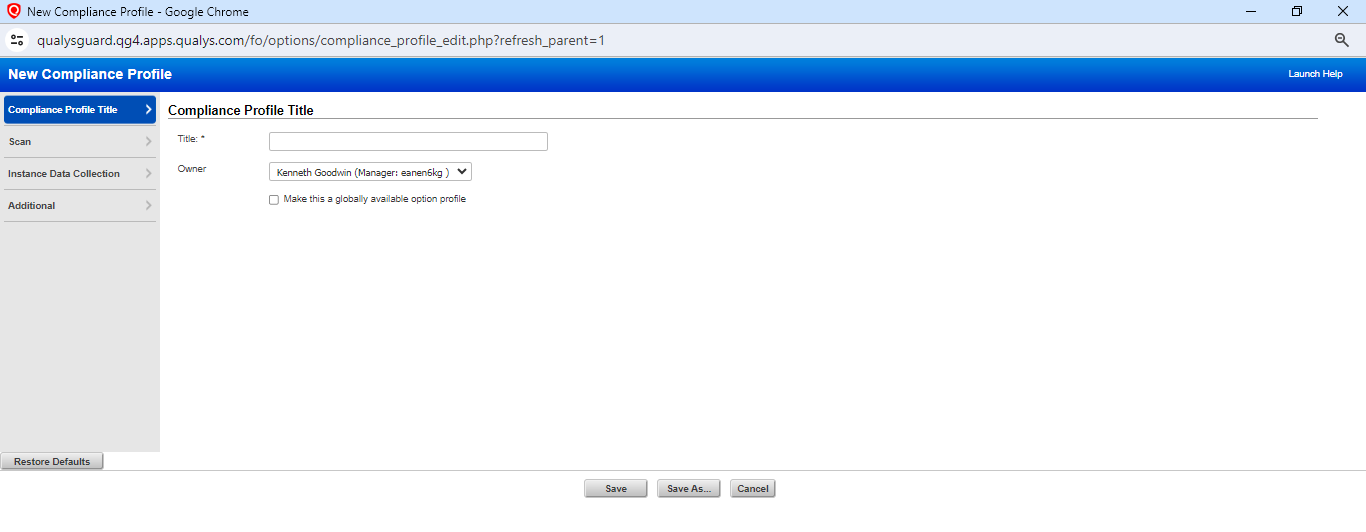 New Compliance Profile - Google Chrome
qualysguard.qg4.apps.qualys.com/fo/options/compliance_profile_edit.php?refresh_parent=1
New Compliance Profile
Launch Help
Compliance Profile Title
Scan
Instance Data Collection
Additional
Compliance Profile Title
Title: *
Owner
Kenneth Goodwin (Manager: eanen6kg )
Make this a globally available option profile
Restore Defaults
Save
Save As...
Cancel